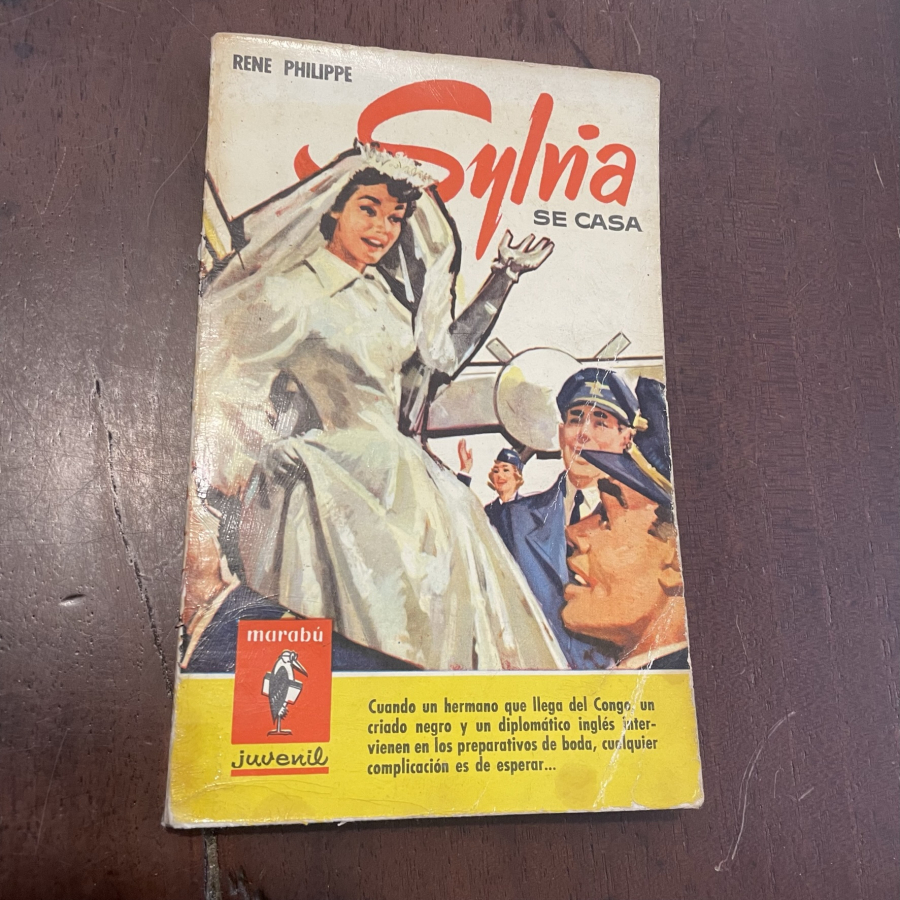 RENE PHILIPPE
Sylvia
SE CASA
marabú
juvenil
Cuando un hermano que llega del Congo, un
criado negro y un diplomático inglés inter-
vienen en los preparativos de boda, cualquier
complicación es de esperar...